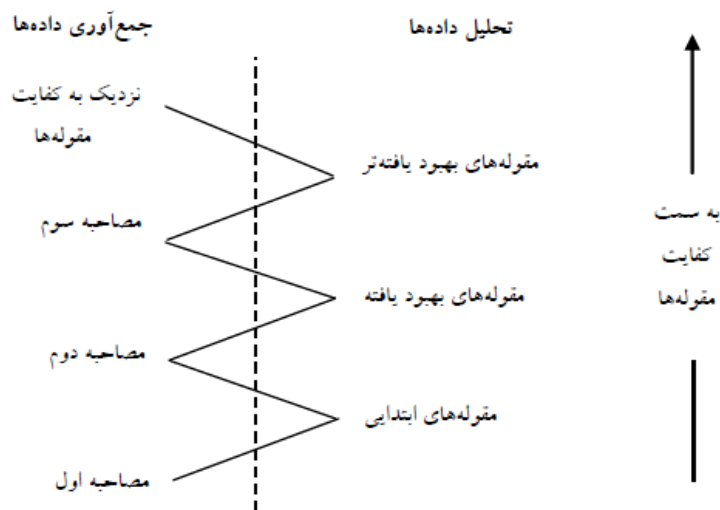 تحلیل داده‌ها
جمع‌آوری داده‌ها
نزدیک به کفایت
مقوله‌ها
مقوله‌های بهبود یافته‌تر
به سمت
کفایت
مقوله‌ها
مصاحبه سوم
مقوله‌های بهبود یافته
مصاحبه دوم
مقوله‌های ابتدایی
مصاحبه اول